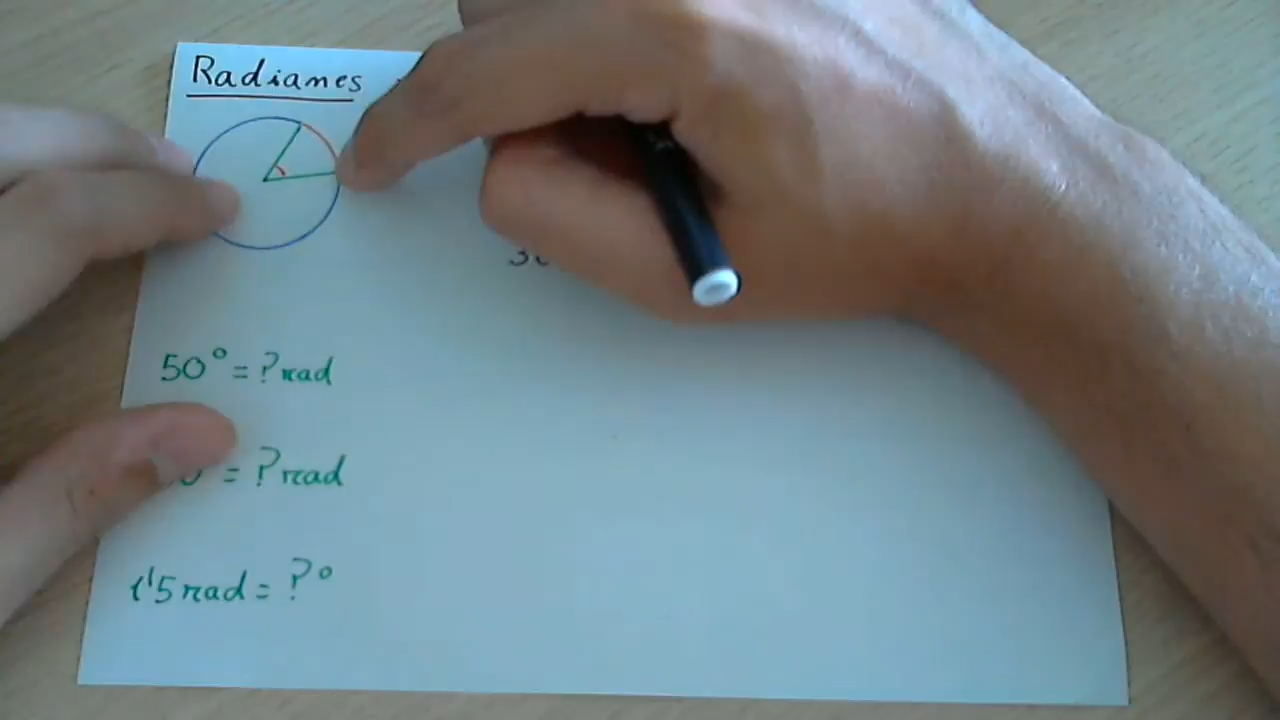 Radianes
50° = ? rad
= ? rad
1'5 rad = ? °